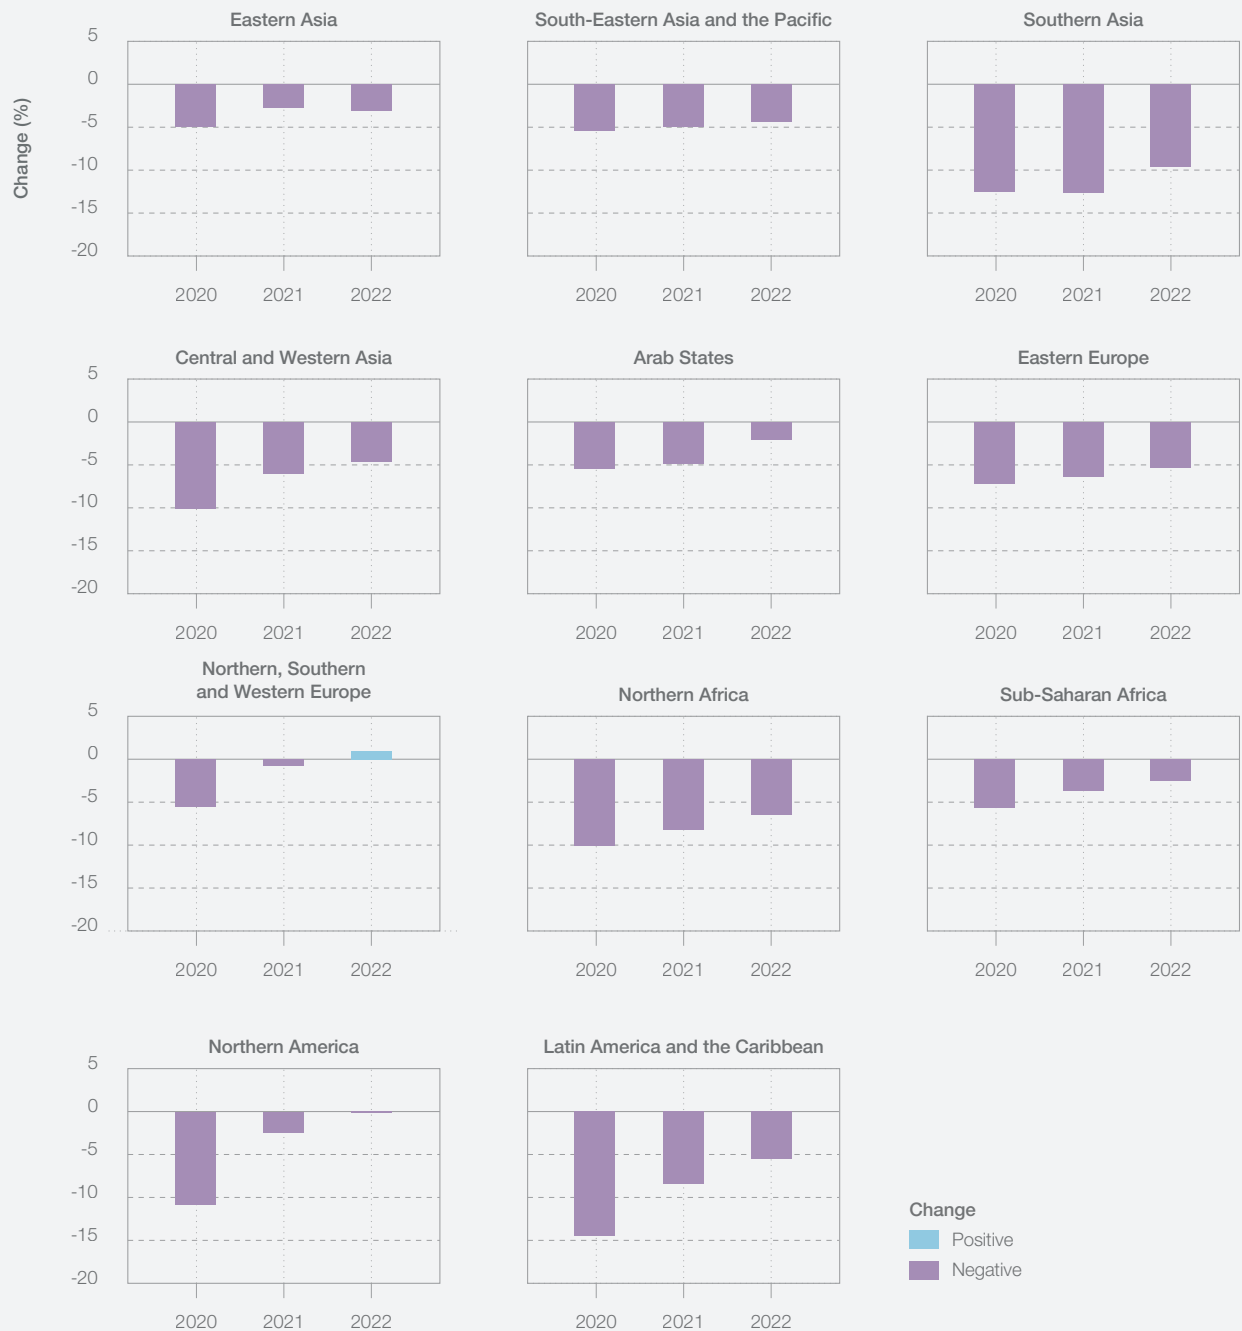 Eastern Asia
South-Eastern Asia and the Pacific
Southern Asia
Change (%)
5
0
-5
-10
-15
-20
2020 2021 2022
2020 2021 2022
2020 2021 2022
Central and Western Asia
Arab States
Eastern Europe
5
0
-5
-10
-15
-20
2020 2021 2022
2020 2021 2022
2020 2021 2022
Northern, Southern
and Western Europe
Northern Africa
Sub-Saharan Africa
5
0
-5
-10
-15
-20
2020 2021 2022
2020 2021 2022
2020 2021 2022
Northern America
Latin America and the Caribbean
5
0
-5
-10
-15
-20
2020 2021 2022
2020 2021 2022
Change
Positive
Negative